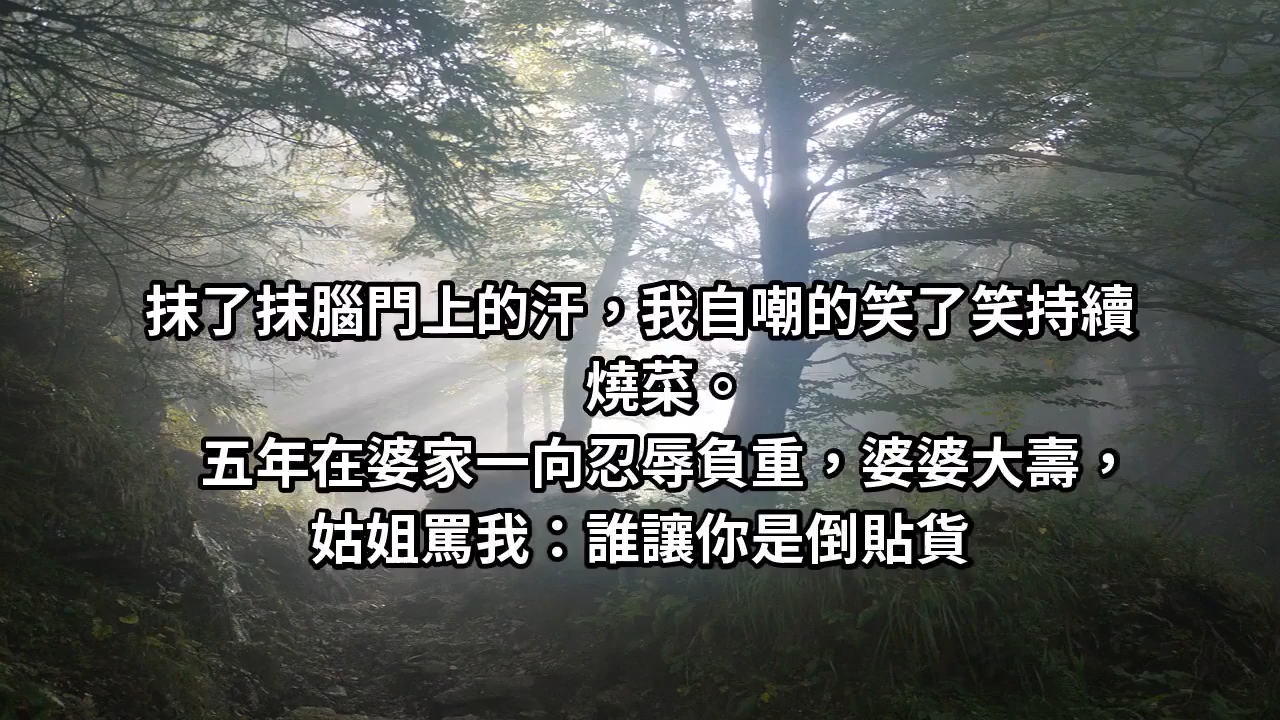 抹了抹腦門上的汗，我自嘲的笑了笑持續
燒菜。
五年在婆家一向忍辱負重，婆婆大壽，
姑姐罵我：誰讓你是倒貼貨